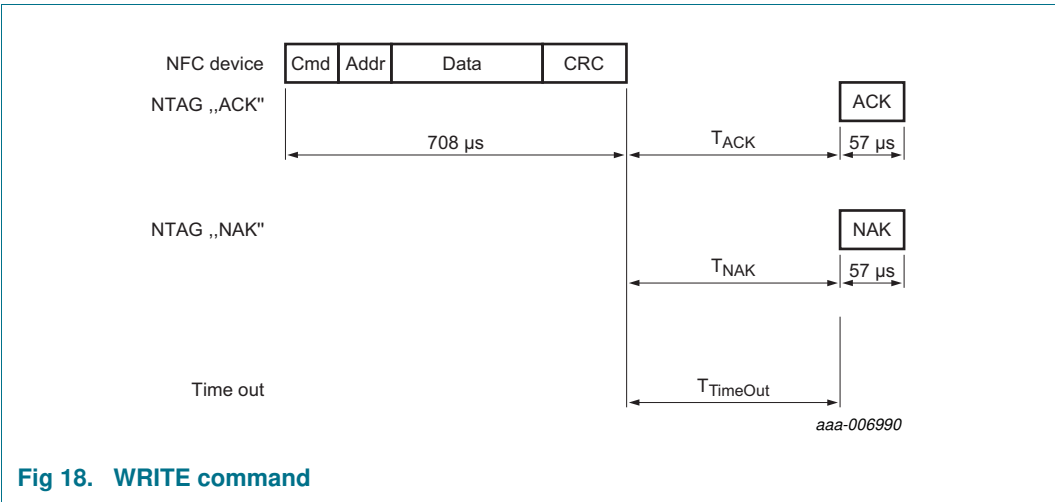 NFC device Cmd Addr Data CRC
NTAG ,,ACK" ACK
708 µs TACK 57 µs
NTAG ,,NAK" NAK
TNAK 57 µs
Time out TTimeOut
aaa-006990
Fig 18. WRITE command